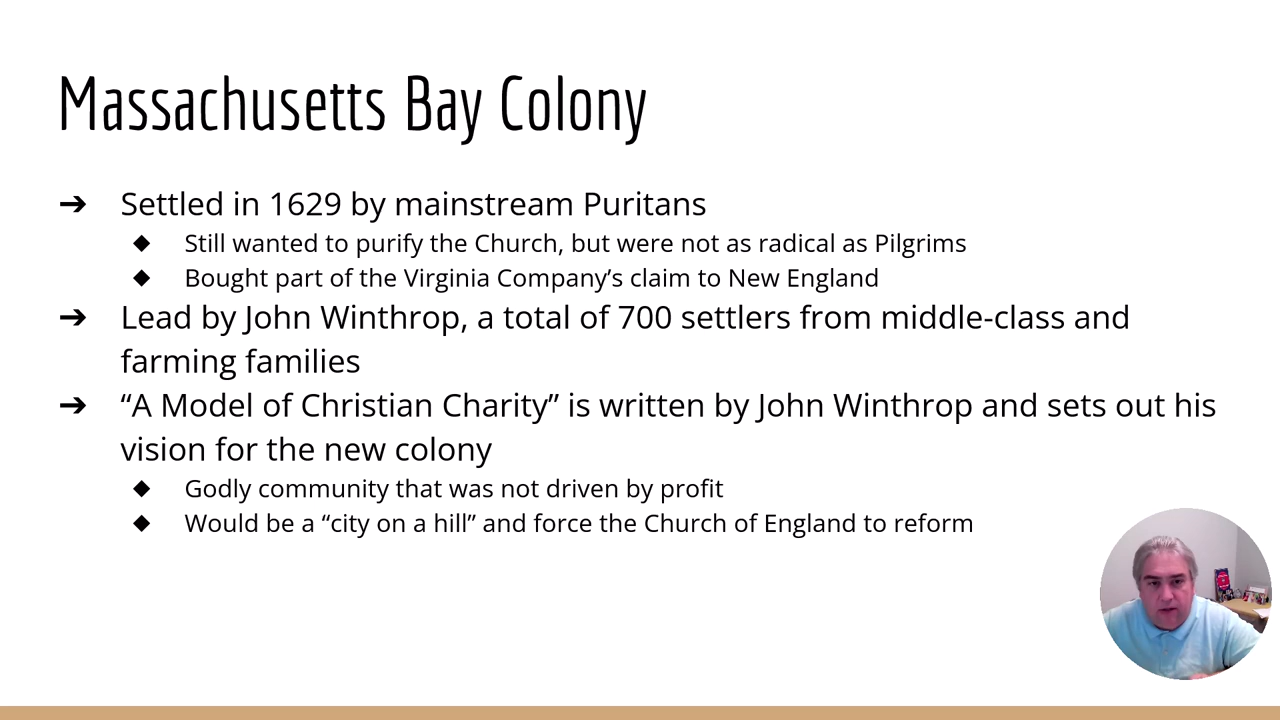 Massachusetts Bay Colony
➔ Settled in 1629 by mainstream Puritans
◆ Still wanted to purify the Church, but were not as radical as Pilgrims
◆ Bought part of the Virginia Company’s claim to New England
➔ Lead by John Winthrop, a total of 700 settlers from middle-class and
farming families
➔ “A Model of Christian Charity” is written by John Winthrop and sets out his
vision for the new colony
◆ Godly community that was not driven by profit
◆ Would be a “city on a hill” and force the Church of England to reform